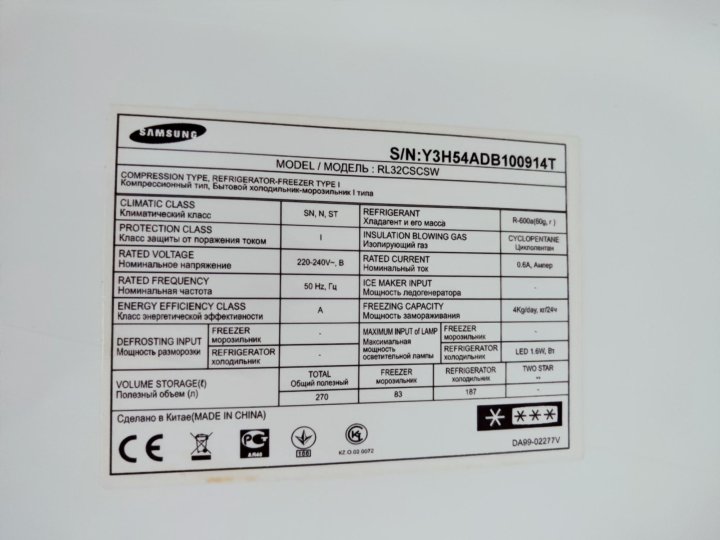 SAMSUNG
S/N:Y3H54ADB100914T
MODEL / МОДЕЛЬ : RL32CSCSW
COMPRESSION TYPE, REFRIGERATOR-FREEZER TYPE I
Компрессионный тип, Бытовой холодильник-морозильник I типа
CLIMATIC CLASS
Климатический класс
SN, N, ST
REFRIGERANT
Хладагент и его масса
R-600a(60g, г )
PROTECTION CLASS
Класс защиты от поражения током
I
INSULATION BLOWING GAS
Изолирующий газ
CYCLOPENTANE
Циклопентан
RATED VOLTAGE
Номинальное напряжение
220-240V~, В
RATED CURRENT
Номинальный ток
0.6A, Ампер
RATED FREQUENCY
Номинальная частота
50 Hz, Гц
ICE MAKER INPUT
Мощность ледогенератора
-
ENERGY EFFICIENCY CLASS
Класс энергетической эффективности
A
FREEZING CAPACITY
Мощность замораживания
4Kg/day, кг/24ч
DEFROSTING INPUT
Мощность разморозки
FREEZER
морозильник
-
REFRIGERATOR
холодильник
-
MAXIMUM INPUT of LAMP
Максимальная
мощность
осветительной лампы
FREEZER
морозильник
-
REFRIGERATOR
холодильник
LED 1.6W, Вт
VOLUME STORAGE(ℓ)
Полезный объем (л)
TOTAL
Общий полезный
FREEZER
морозильник
REFRIGERATOR
холодильник
TWO STAR
**
270
83
187
-
Сделано в Китае(MADE IN CHINA)
CE
РСТ
АЯ46
KZ.O.02.0072
DA99-02277V